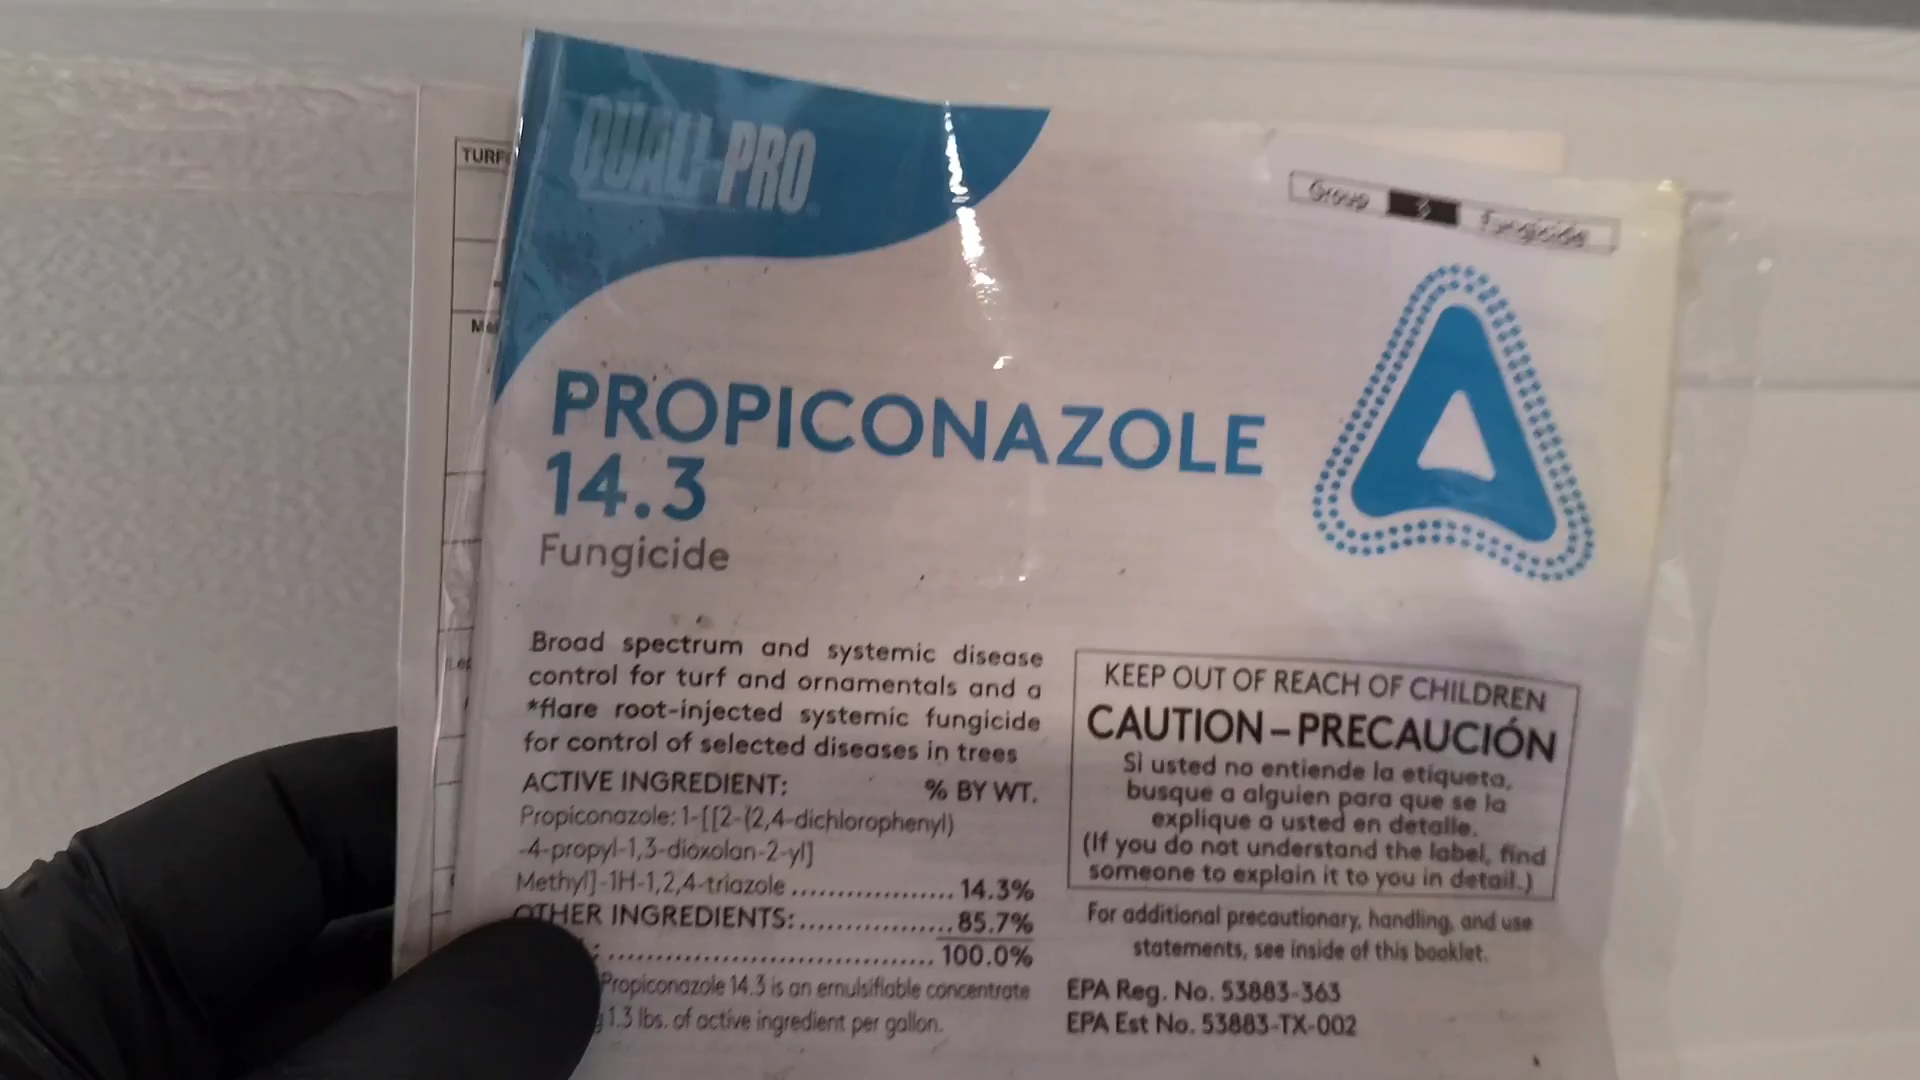 TURF
QUALI-PRO
Group 3 Fungicide
PROPICONAZOLE
14.3
Fungicide
Broad spectrum and systemic disease
control for turf and ornamentals and a
*flare root-injected systemic fungicide
for control of selected diseases in trees
ACTIVE INGREDIENT: % BY WT.
Propiconazole: 1-[[2-(2,4-dichlorophenyl)
-4-propyl-1,3-dioxolan-2-yl]
Methyl]-1H-1,2,4-triazole .................. 14.3%
OTHER INGREDIENTS:.................. 85.7%
: .................................... 100.0%
Propiconazole 14.3 is an emulsifiable concentrate
1.3 lbs. of active ingredient per gallon.
KEEP OUT OF REACH OF CHILDREN
CAUTION – PRECAUCIÓN
Si usted no entiende la etiqueta,
busque a alguien para que se la
explique a usted en detalle.
(If you do not understand the label, find
someone to explain it to you in detail.)
For additional precautionary, handling, and use
statements, see inside of this booklet.
EPA Reg. No. 53883-363
EPA Est No. 53883-TX-002